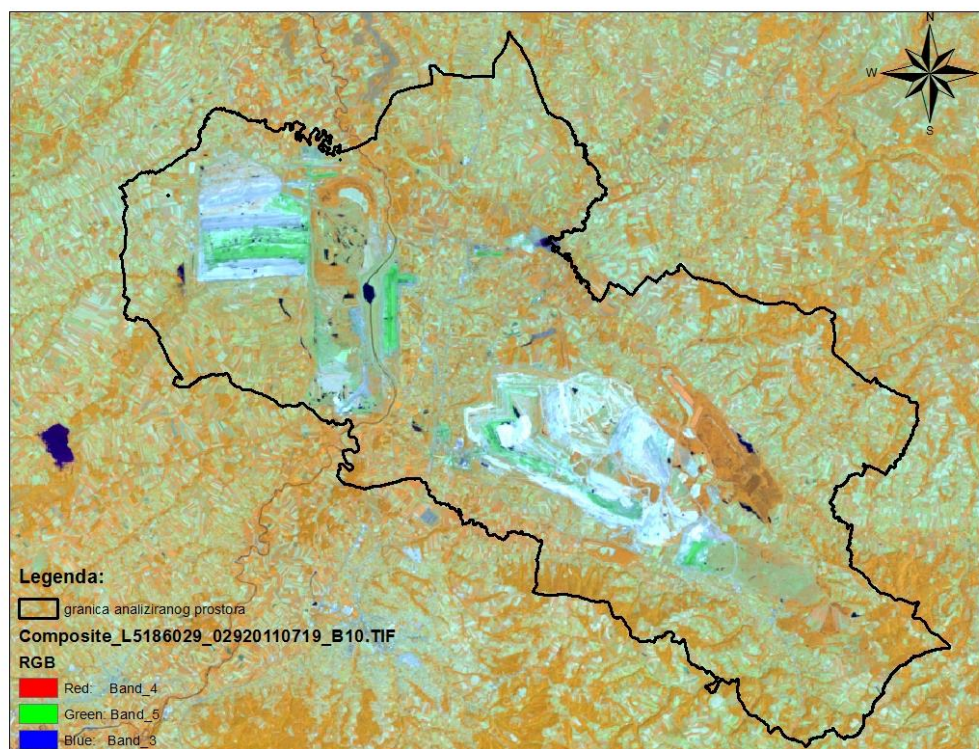 N
W
S
Legenda:
granica analiziranog prostora
Composite_L5186029_02920110719_B10.TIF
RGB
Red: Band_4
Green: Band_5
Blue: Band_3